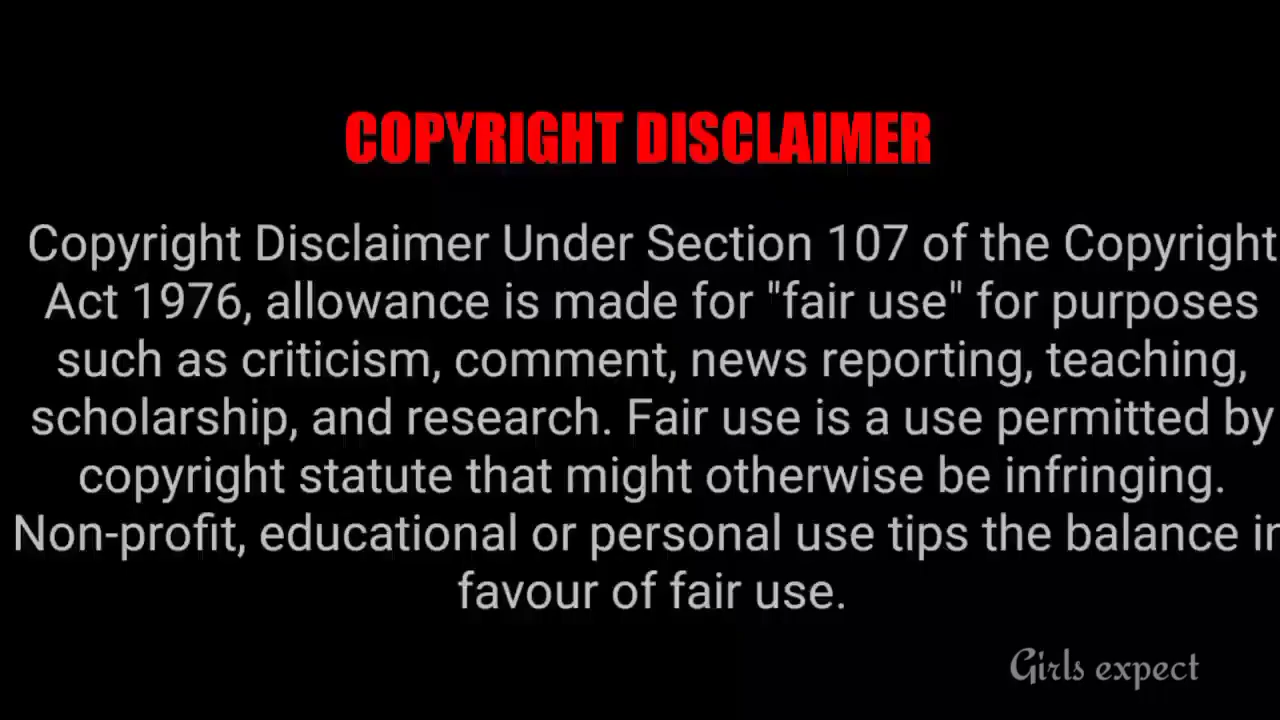 COPYRIGHT DISCLAIMER
Copyright Disclaimer Under Section 107 of the Copyright
Act 1976, allowance is made for "fair use" for purposes
such as criticism, comment, news reporting, teaching,
scholarship, and research. Fair use is a use permitted by
copyright statute that might otherwise be infringing.
Non-profit, educational or personal use tips the balance in
favour of fair use.
Girls expect